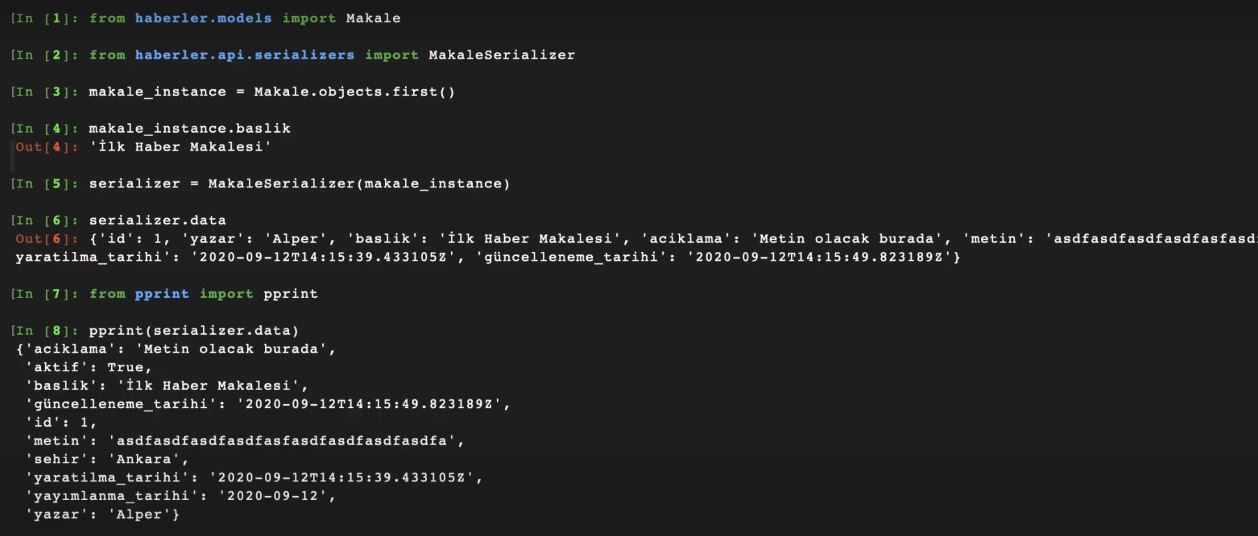 [In [1]: from haberler.models import Makale
[In [2]: from haberler.api.serializers import MakaleSerializer
[In [3]: makale_instance = Makale.objects.first()
[In [4]: makale_instance.baslik
Out[4]: 'İlk Haber Makalesi'
[In [5]: serializer = MakaleSerializer(makale_instance)
[In [6]: serializer.data
Out[6]: {'id': 1, 'yazar': 'Alper', 'baslik': 'İlk Haber Makalesi', 'aciklama': 'Metin olacak burada', 'metin': 'asdfasdfasdfasdfasfasd
yaratilma_tarihi': '2020-09-12T14:15:39.433105Z', 'güncelleneme_tarihi': '2020-09-12T14:15:49.823189Z'}
[In [7]: from pprint import pprint
[In [8]: pprint(serializer.data)
{'aciklama': 'Metin olacak burada',
'aktif': True,
'baslik': 'İlk Haber Makalesi',
'güncelleneme_tarihi': '2020-09-12T14:15:49.823189Z',
'id': 1,
'metin': 'asdfasdfasdfasdfasfasdfasdfasdfasdfa',
'sehir': 'Ankara',
'yaratilma_tarihi': '2020-09-12T14:15:39.433105Z',
'yayımlanma_tarihi': '2020-09-12',
'yazar': 'Alper'}